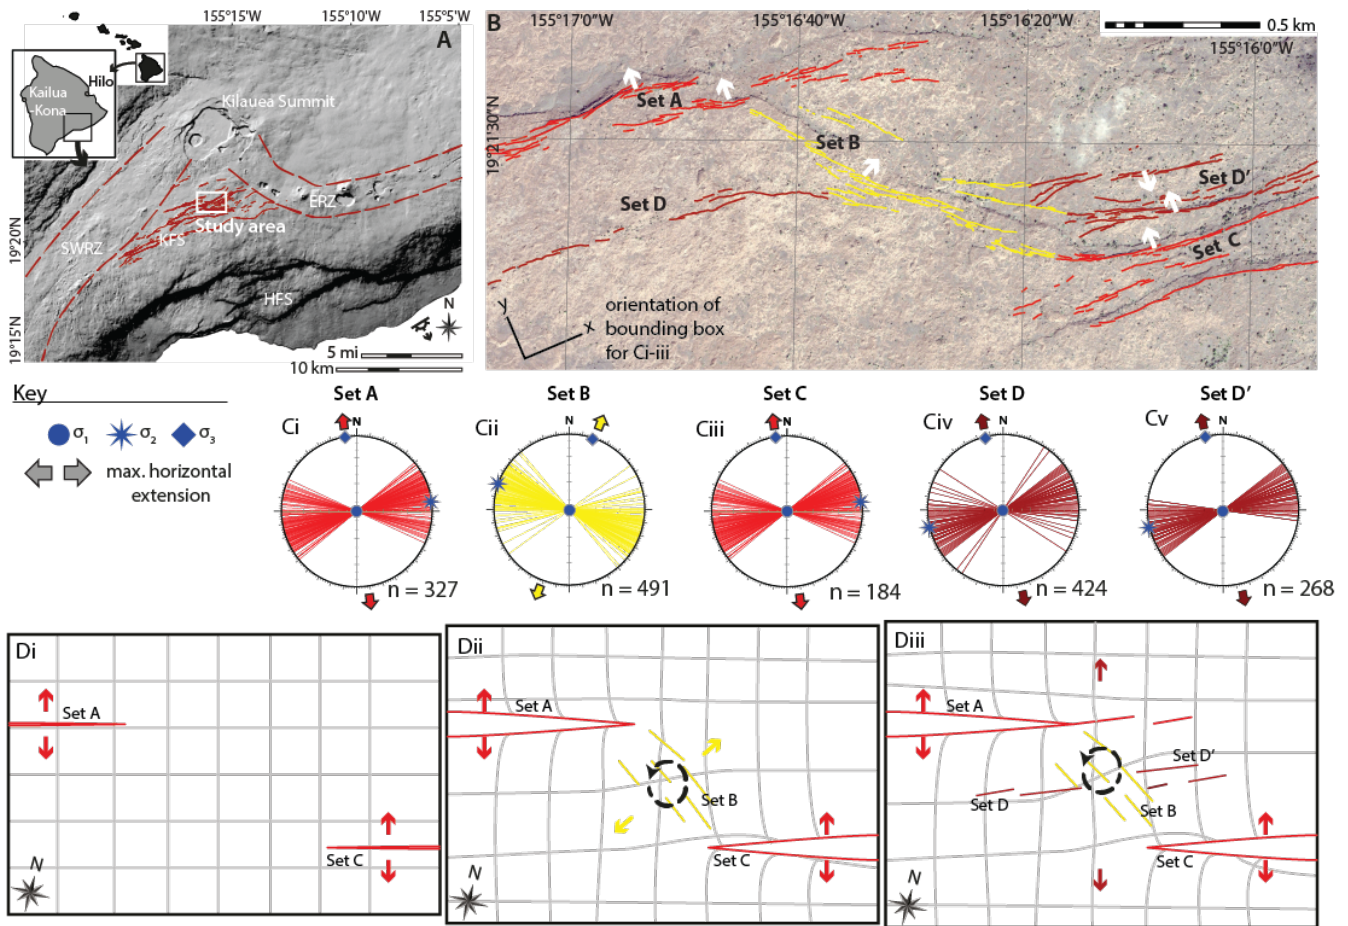 155°15'W
155°10'W
155°5'W
A
Hilo
Kailua
-Kona
Kilauea Summit
ERZ
Study area
SWRZ
KFS
HFS
19°20'N
19°15'N
N
5 mi
10 km
B
155°17'0"W
155°16'40"W
155°16'20"W
0.5 km
155°16'0"W
19°21'30"N
Set A
Set B
Set D
Set D'
Set C
y
x
orientation of
bounding box
for Ci-iii
Key
σ1
σ2
σ3
max. horizontal
extension
Set A
Ci
N
n = 327
Set B
Cii
N
n = 491
Set C
Ciii
N
n = 184
Set D
Civ
N
n = 424
Set D'
Cv
N
n = 268
Di
Set A
Set C
N
Dii
Set A
Set B
Set C
N
Diii
Set A
Set D'
Set D
Set B
Set C
N